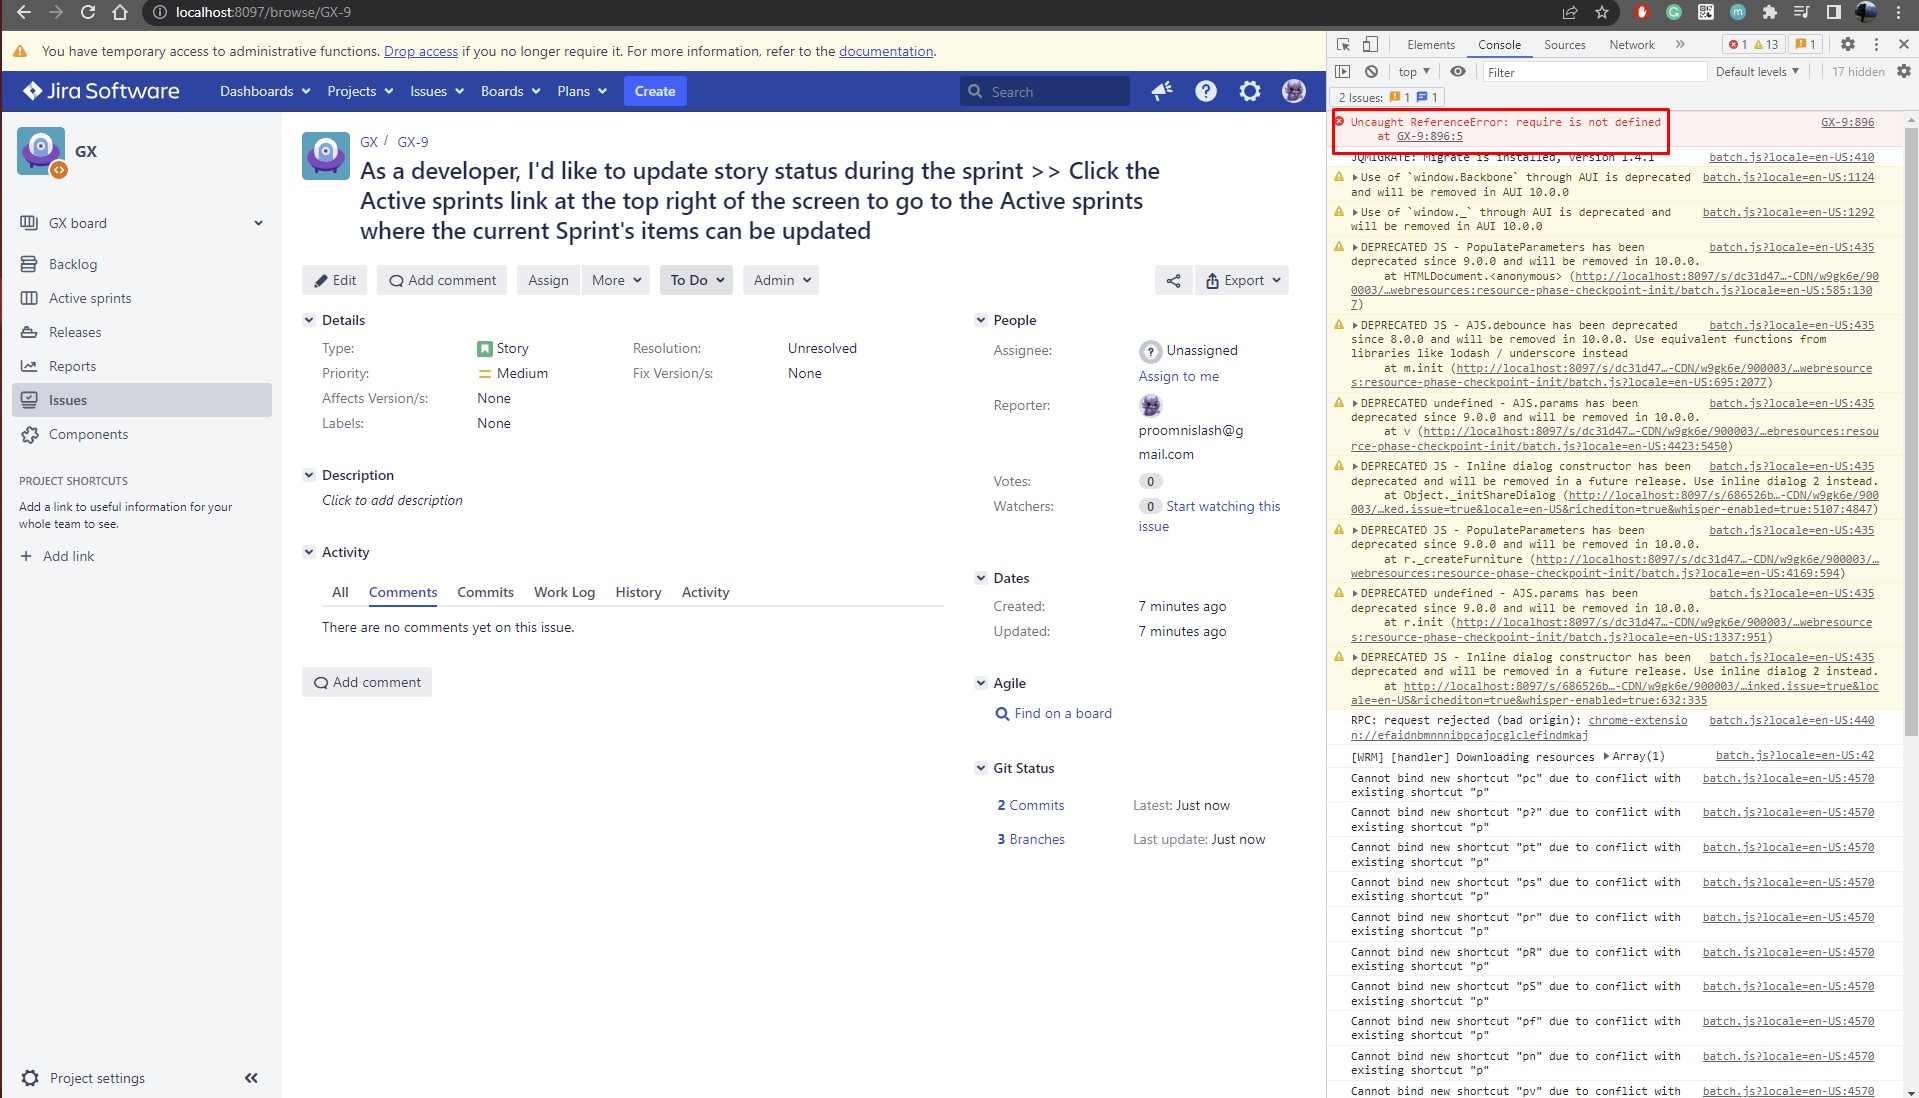 localhost:8097/browse/GX-9
You have temporary access to administrative functions. Drop access if you no longer require it. For more information, refer to the documentation.
Jira Software
Dashboards
Projects
Issues
Boards
Plans
Create
Search
GX
GX board
Backlog
Active sprints
Releases
Reports
Issues
Components
PROJECT SHORTCUTS
Add a link to useful information for your
whole team to see.
+ Add link
Project settings
GX / GX-9
As a developer, I'd like to update story status during the sprint >> Click the
Active sprints link at the top right of the screen to go to the Active sprints
where the current Sprint's items can be updated
Edit
Add comment
Assign
More
To Do
Admin
Export
Details
Type: Story
Resolution: Unresolved
Priority: Medium
Fix Version/s: None
Affects Version/s: None
Labels: None
Description
Click to add description
Activity
All
Comments
Commits
Work Log
History
Activity
There are no comments yet on this issue.
Add comment
People
Assignee: Unassigned
Assign to me
Reporter:
proomnislash@g
mail.com
Votes: 0
Watchers: 0 Start watching this
issue
Dates
Created: 7 minutes ago
Updated: 7 minutes ago
Agile
Find on a board
Git Status
2 Commits Latest: Just now
3 Branches Last update: Just now
Elements
Console
Sources
Network
1 13
1
top
Filter
Default levels
17 hidden
2 Issues: 1 1
Uncaught ReferenceError: require is not defined GX-9:896
at GX-9:896:5
JQMIGRATE: Migrate is installed, version 1.4.1 batch.js?locale=en-US:410
Use of `window.Backbone` through AUI is deprecated batch.js?locale=en-US:1124
and will be removed in AUI 10.0.0
Use of `window._` through AUI is deprecated and batch.js?locale=en-US:1292
will be removed in AUI 10.0.0
DEPRECATED JS - PopulateParameters has been batch.js?locale=en-US:435
deprecated since 9.0.0 and will be removed in 10.0.0.
at HTMLDocument.<anonymous> (http://localhost:8097/s/dc31d47…-CDN/w9gk6e/90
0003/…webresources:resource-phase-checkpoint-init/batch.js?locale=en-US:585:130
7)
DEPRECATED JS - AJS.debounce has been deprecated batch.js?locale=en-US:435
since 8.0.0 and will be removed in 10.0.0. Use equivalent functions from
libraries like lodash / underscore instead
at m.init (http://localhost:8097/s/dc31d47…-CDN/w9gk6e/900003/…webresource
s:resource-phase-checkpoint-init/batch.js?locale=en-US:695:2077)
DEPRECATED undefined - AJS.params has been batch.js?locale=en-US:435
deprecated since 9.0.0 and will be removed in 10.0.0.
at v (http://localhost:8097/s/dc31d47…-CDN/w9gk6e/900003/…ebresources:resou
rce-phase-checkpoint-init/batch.js?locale=en-US:4423:5450)
DEPRECATED JS - Inline dialog constructor has been batch.js?locale=en-US:435
deprecated and will be removed in a future release. Use inline dialog 2 instead.
at Object._initShareDialog (http://localhost:8097/s/686526b…-CDN/w9gk6e/900
003/…ked.issue=true&locale=en-US&richediton=true&whisper-enabled=true:5107:4847)
DEPRECATED JS - PopulateParameters has been batch.js?locale=en-US:435
deprecated since 9.0.0 and will be removed in 10.0.0.
at r._createFurniture (http://localhost:8097/s/dc31d47…-CDN/w9gk6e/900003/…
webresources:resource-phase-checkpoint-init/batch.js?locale=en-US:4169:594)
DEPRECATED undefined - AJS.params has been batch.js?locale=en-US:435
deprecated since 9.0.0 and will be removed in 10.0.0.
at r.init (http://localhost:8097/s/dc31d47…-CDN/w9gk6e/900003/…webresource
s:resource-phase-checkpoint-init/batch.js?locale=en-US:1337:951)
DEPRECATED JS - Inline dialog constructor has been batch.js?locale=en-US:435
deprecated and will be removed in a future release. Use inline dialog 2 instead.
at http://localhost:8097/s/686526b…-CDN/w9gk6e/900003/…inked.issue=true&loc
ale=en-US&richediton=true&whisper-enabled=true:632:335
RPC: request rejected (bad origin): chrome-extensio batch.js?locale=en-US:440
n://efaidnbmnnnibpcajpcglclefindmkaj
[WRM] [handler] Downloading resources Array(1) batch.js?locale=en-US:42
Cannot bind new shortcut "pc" due to conflict with batch.js?locale=en-US:4570
existing shortcut "p"
Cannot bind new shortcut "p?" due to conflict with batch.js?locale=en-US:4570
existing shortcut "p"
Cannot bind new shortcut "pt" due to conflict with batch.js?locale=en-US:4570
existing shortcut "p"
Cannot bind new shortcut "ps" due to conflict with batch.js?locale=en-US:4570
existing shortcut "p"
Cannot bind new shortcut "pr" due to conflict with batch.js?locale=en-US:4570
existing shortcut "p"
Cannot bind new shortcut "pR" due to conflict with batch.js?locale=en-US:4570
existing shortcut "p"
Cannot bind new shortcut "pS" due to conflict with batch.js?locale=en-US:4570
existing shortcut "p"
Cannot bind new shortcut "pf" due to conflict with batch.js?locale=en-US:4570
existing shortcut "p"
Cannot bind new shortcut "pn" due to conflict with batch.js?locale=en-US:4570
existing shortcut "p"
Cannot bind new shortcut "pv" due to conflict with batch.js?locale=en-US:4570